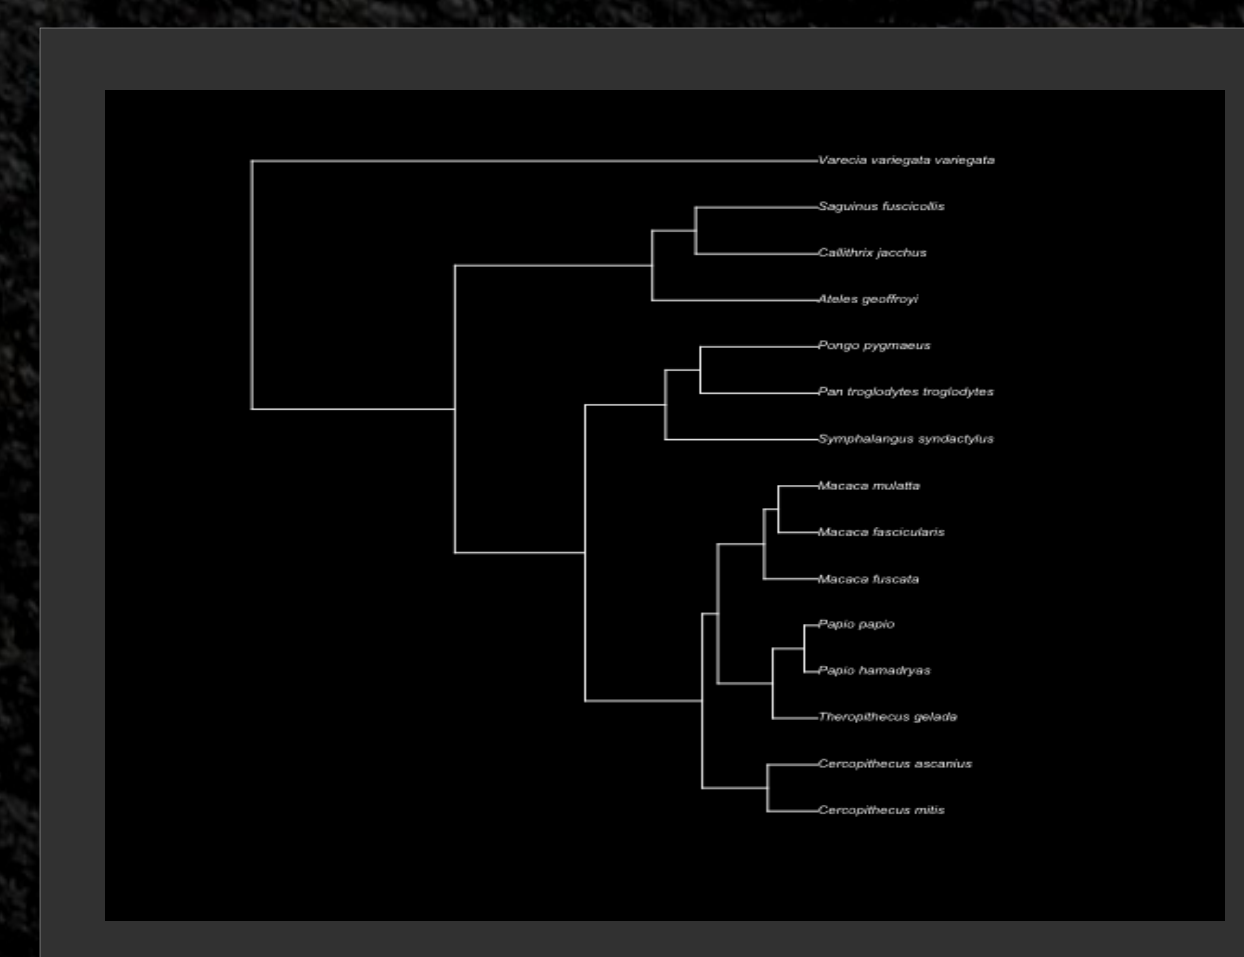 Varecia variegata variegata
Saguinus fuscicollis
Callithrix jacchus
Ateles geoffroyi
Pongo pygmaeus
Pan troglodytes troglodytes
Symphalangus syndactylus
Macaca mulatta
Macaca fascicularis
Macaca fuscata
Papio papio
Papio hamadryas
Theropithecus gelada
Cercopithecus ascanius
Cercopithecus mitis